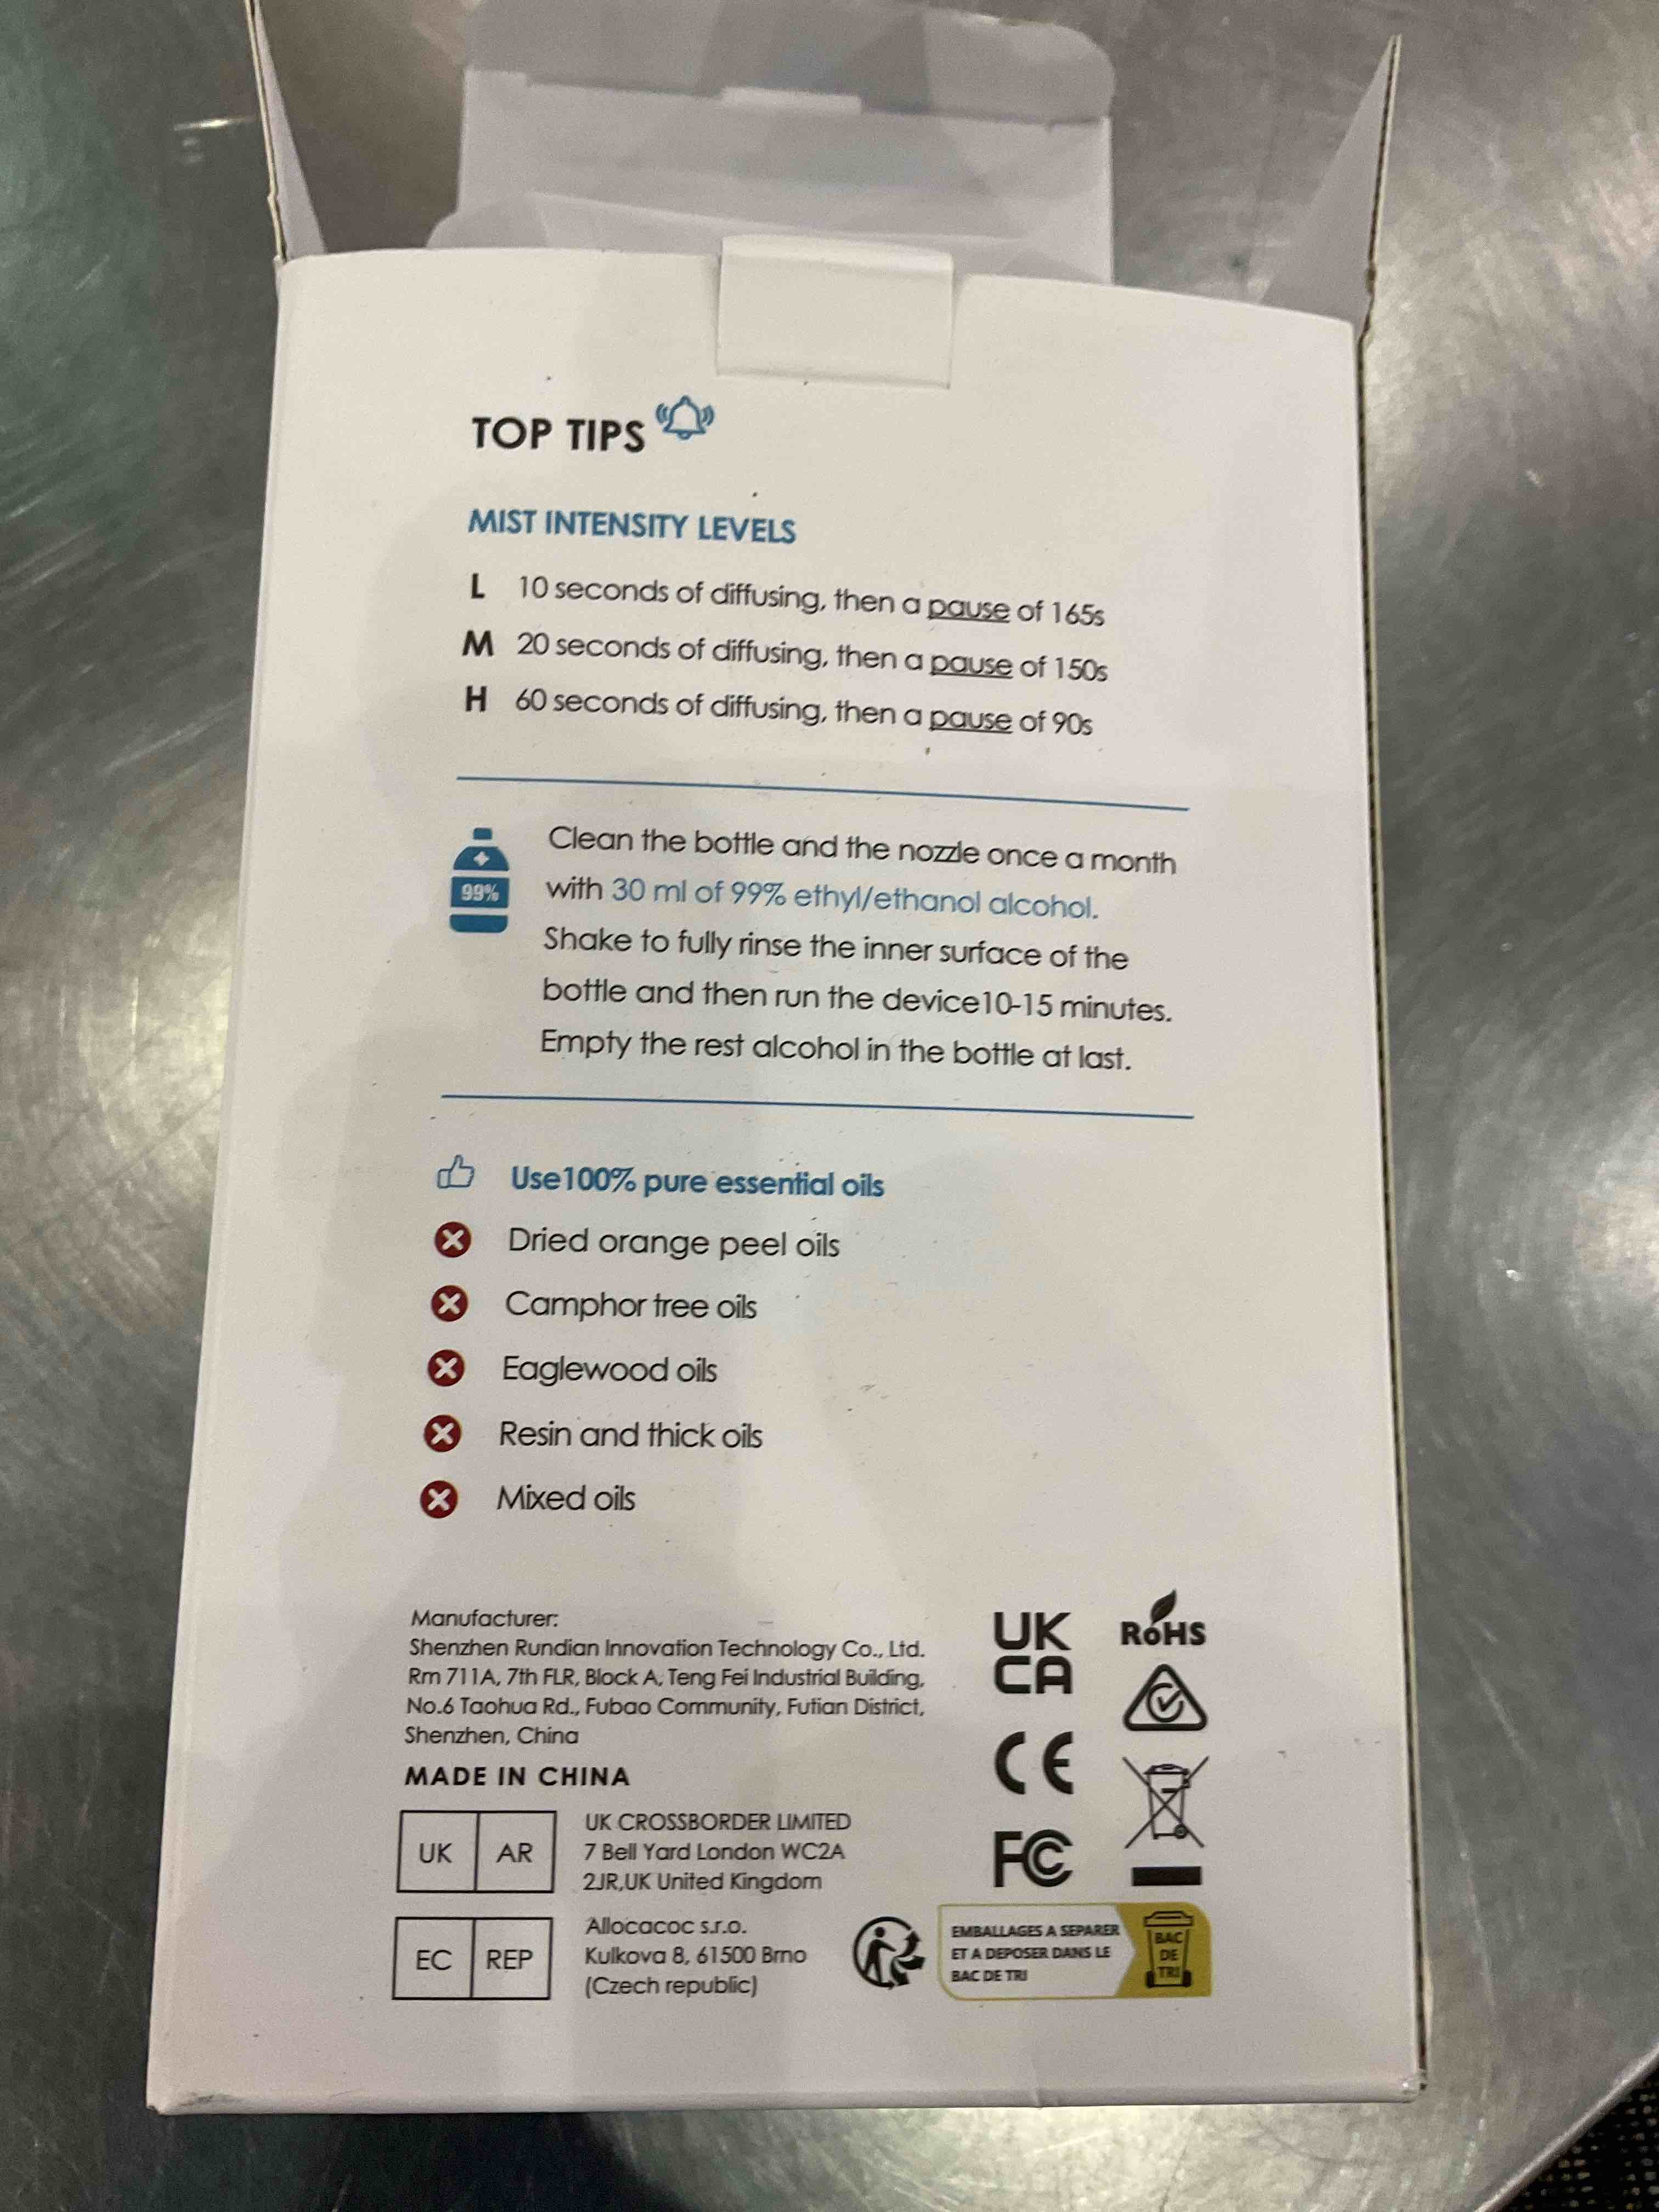 TOP TIPS
MIST INTENSITY LEVELS
L 10 seconds of diffusing, then a pause of 165s
M 20 seconds of diffusing, then a pause of 150s
H 60 seconds of diffusing, then a pause of 90s
Clean the bottle and the nozzle once a month
99%
with 30 ml of 99% ethyl/ethanol alcohol.
Shake to fully rinse the inner surface of the
bottle and then run the device10-15 minutes.
Empty the rest alcohol in the bottle at last.
Use100% pure essential oils
Dried orange peel oils
Camphor tree oils
Eaglewood oils
Resin and thick oils
Mixed oils
Manufacturer:
Shenzhen Rundian Innovation Technology Co., Ltd.
Rm 711A, 7th FLR, Block A, Teng Fei Industrial Building,
No.6 Taohua Rd., Fubao Community, Futian District,
Shenzhen, China
MADE IN CHINA
UK AR
UK CROSSBORDER LIMITED
7 Bell Yard London WC2A
2JR,UK United Kingdom
EC REP
Allocacoc s.r.o.
Kulkova 8, 61500 Brno
(Czech republic)
UK
CA
RoHS
CE
FC
EMBALLAGES A SEPARER
ET A DEPOSER DANS LE
BAC DE TRI
BAC
DE
TRI